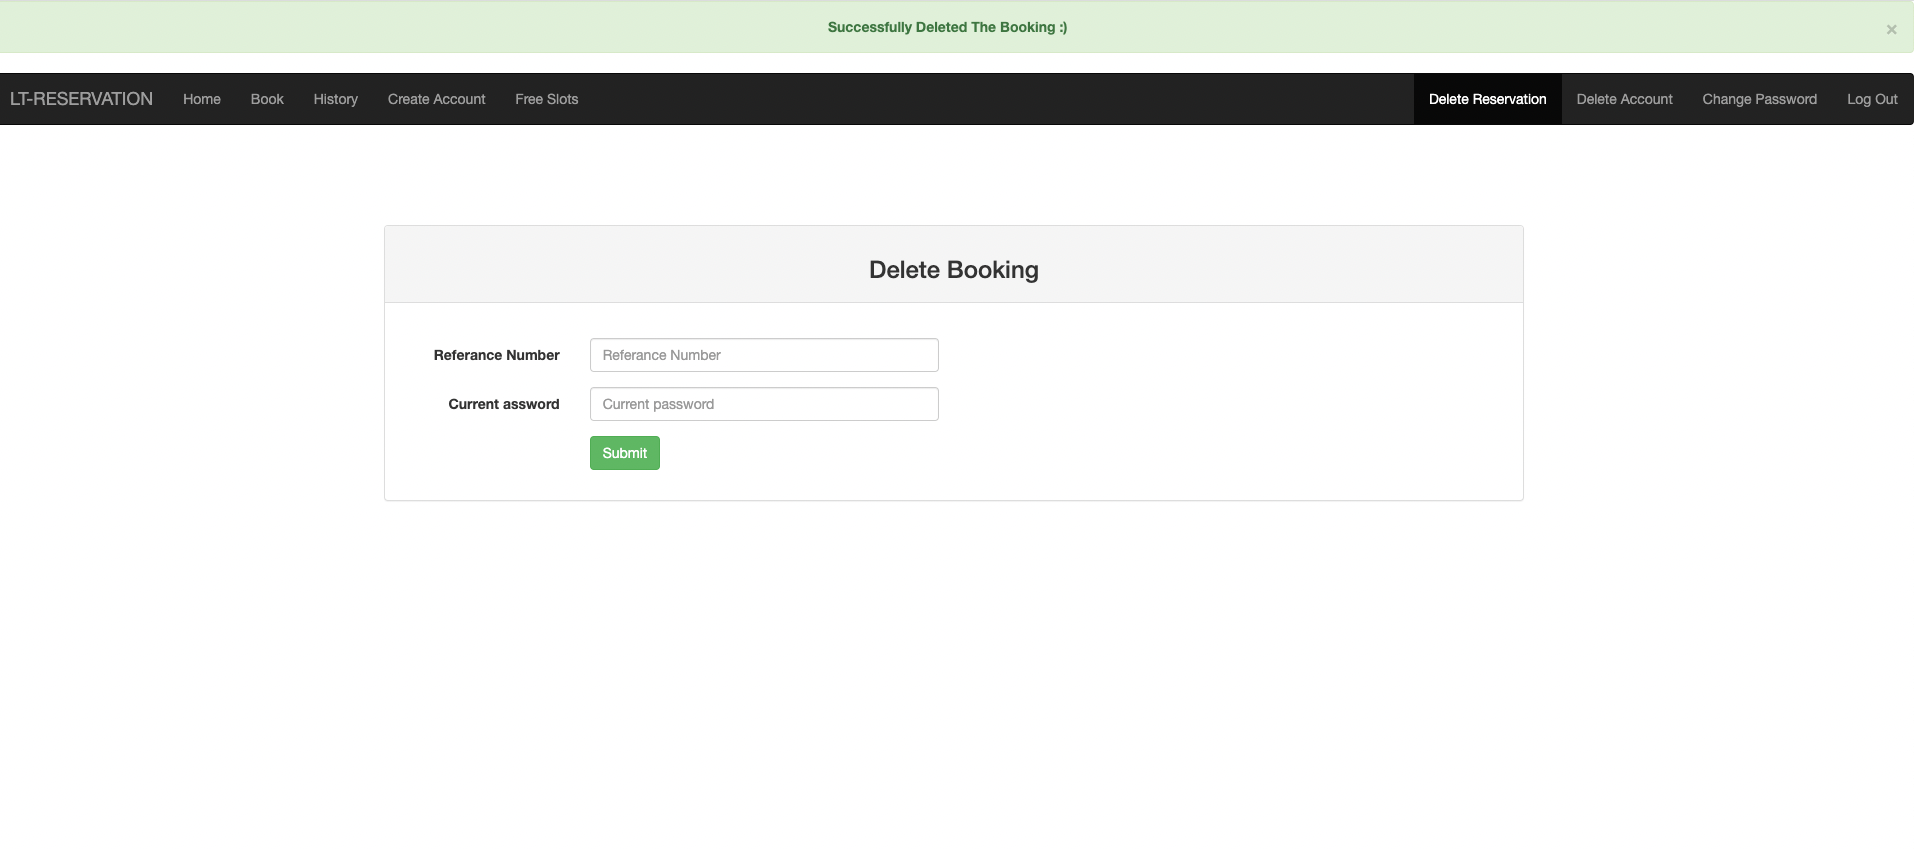 Successfully Deleted The Booking :)
×
LT-RESERVATION Home Book History Create Account Free Slots Delete Reservation Delete Account Change Password Log Out
Delete Booking
Referance Number Referance Number
Current assword Current password
Submit